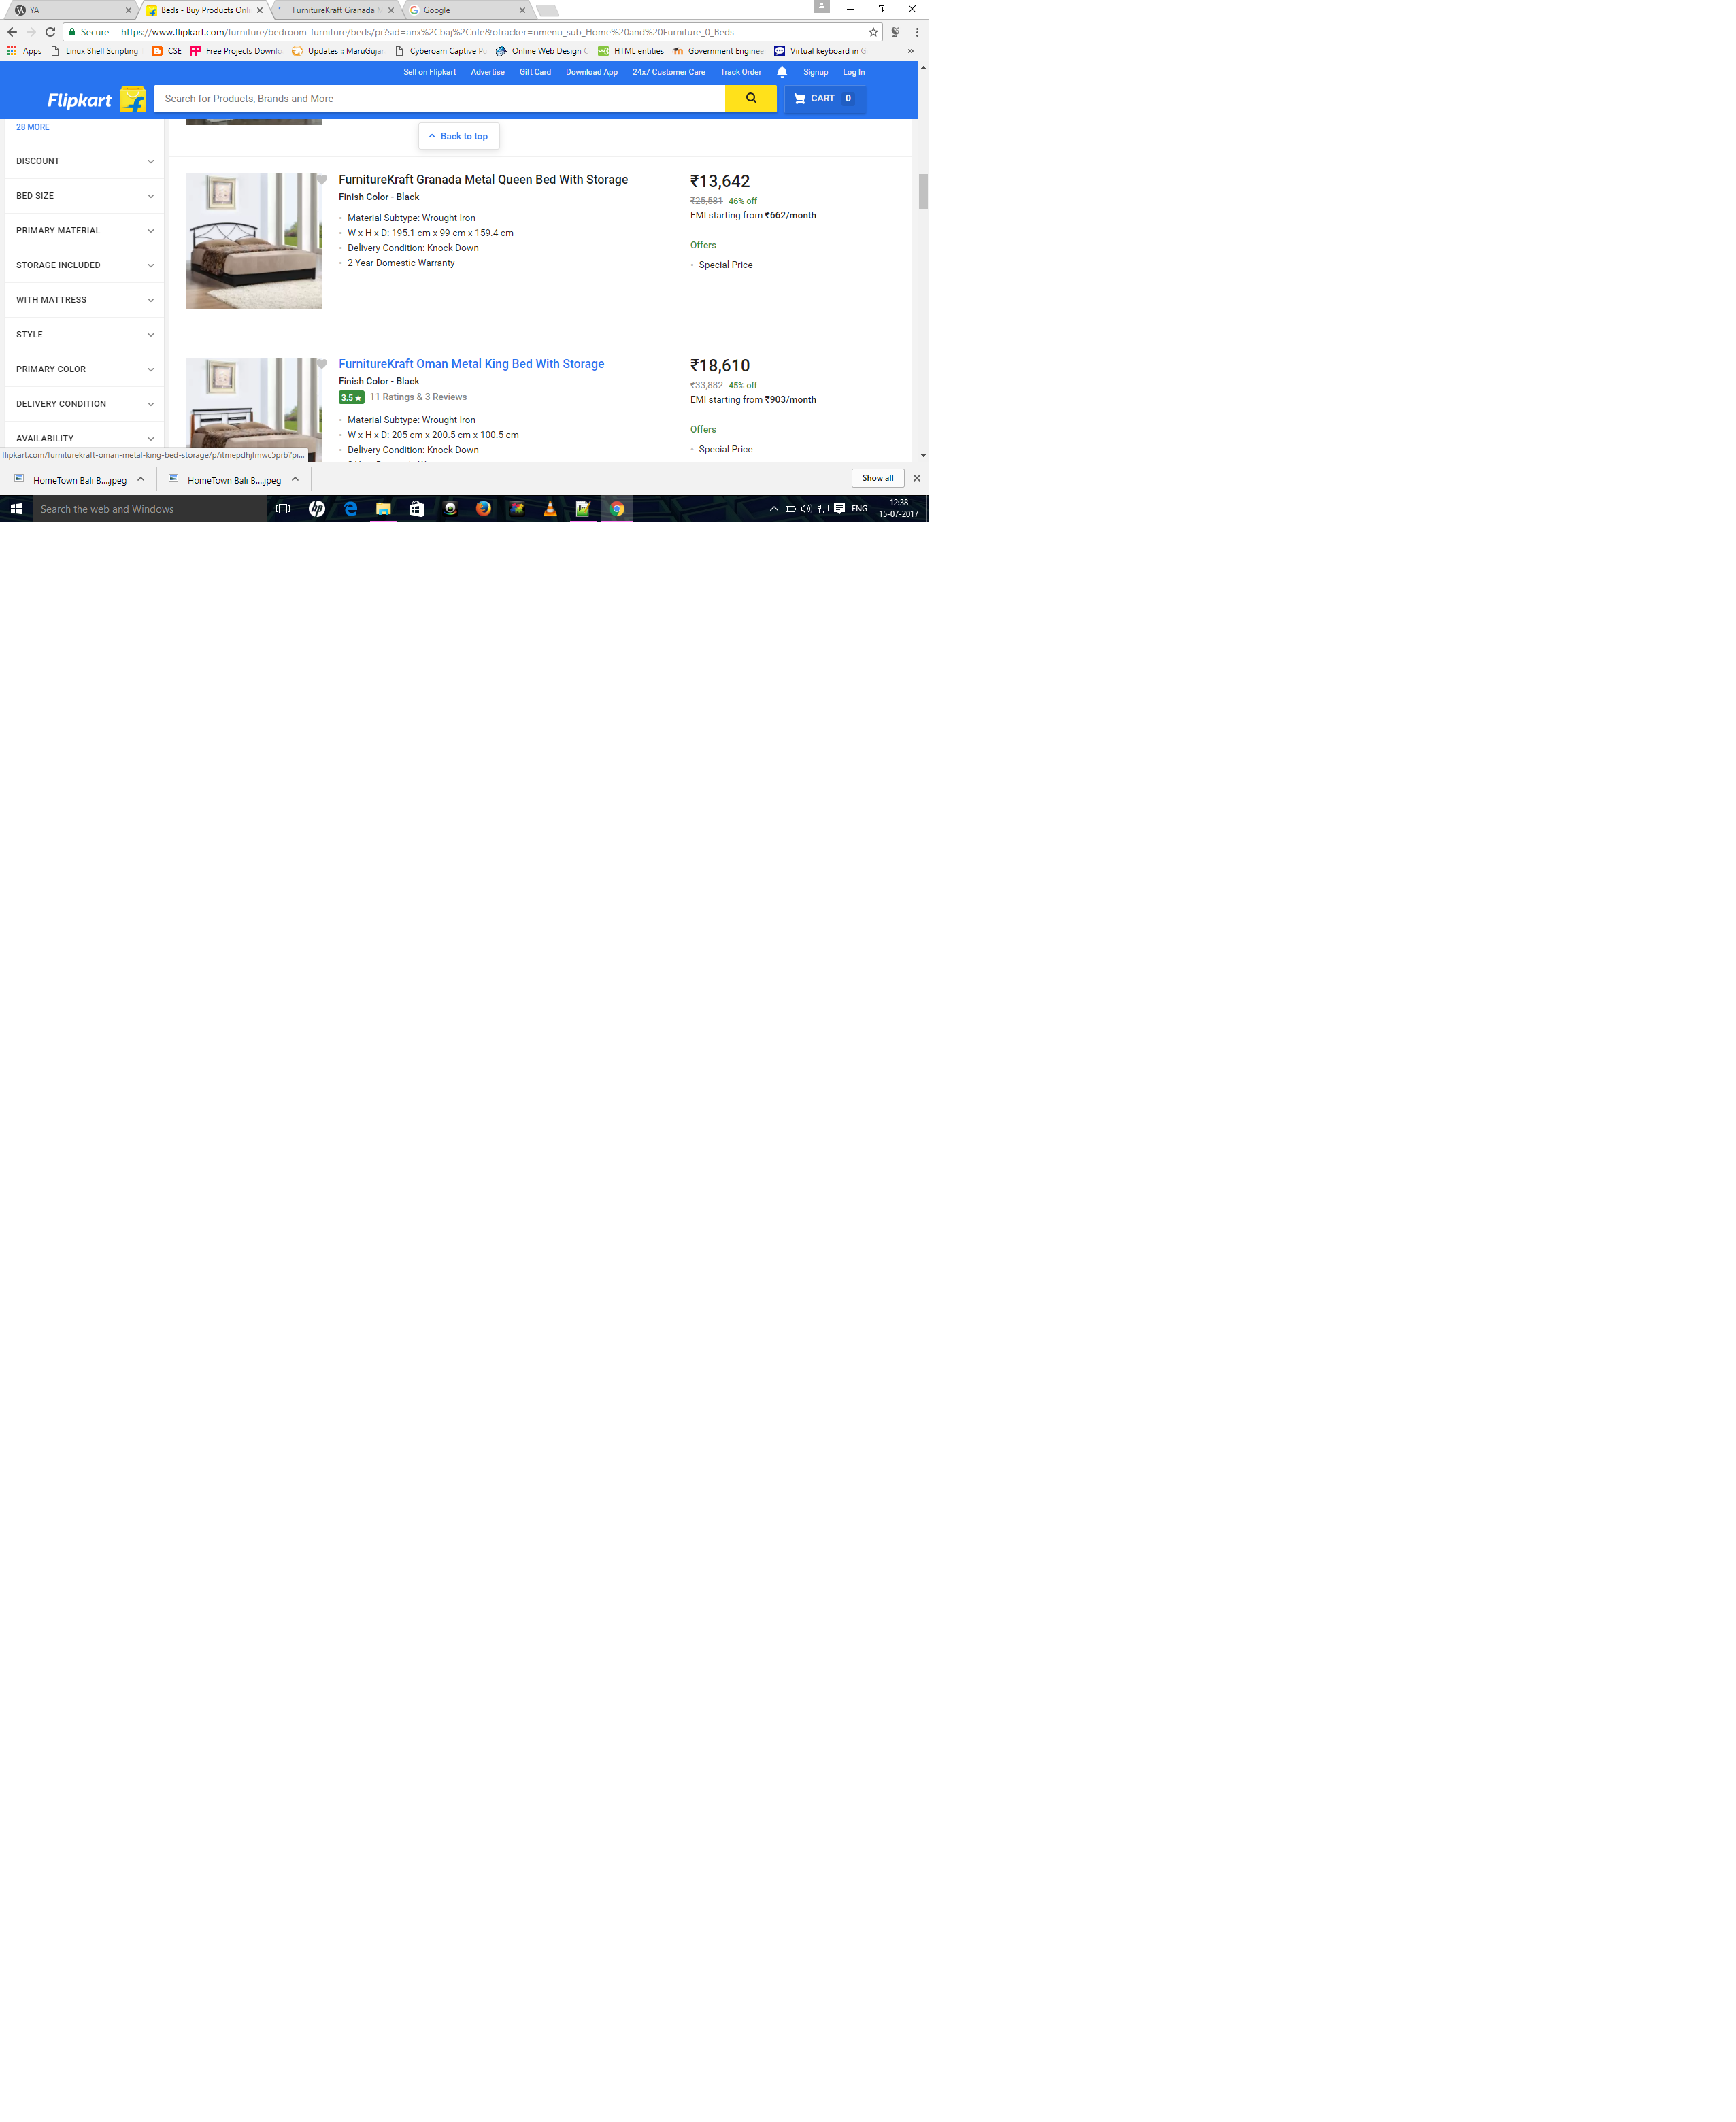 YA
Beds - Buy Products Onli
FurnitureKraft Granada M
Google
Secure
https://www.flipkart.com/furniture/bedroom-furniture/beds/pr?sid=anx%2Cbaj%2Cnfe&otracker=nmenu_sub_Home%20and%20Furniture_0_Beds
Apps
Linux Shell Scripting
CSE
Free Projects Downlo
Updates :: MaruGujar
Cyberoam Captive Po
Online Web Design C
HTML entities
Government Enginee
Virtual keyboard in G
»
Sell on Flipkart
Advertise
Gift Card
Download App
24x7 Customer Care
Track Order
Signup
Log In
Flipkart
Search for Products, Brands and More
CART 0
28 MORE
Back to top
DISCOUNT
BED SIZE
PRIMARY MATERIAL
STORAGE INCLUDED
WITH MATTRESS
STYLE
PRIMARY COLOR
DELIVERY CONDITION
AVAILABILITY
FurnitureKraft Granada Metal Queen Bed With Storage
Finish Color - Black
Material Subtype: Wrought Iron
W x H x D: 195.1 cm x 99 cm x 159.4 cm
Delivery Condition: Knock Down
2 Year Domestic Warranty
₹13,642
₹25,581 46% off
EMI starting from ₹662/month
Offers
Special Price
FurnitureKraft Oman Metal King Bed With Storage
Finish Color - Black
3.5 ★ 11 Ratings & 3 Reviews
Material Subtype: Wrought Iron
W x H x D: 205 cm x 200.5 cm x 100.5 cm
Delivery Condition: Knock Down
₹18,610
₹33,882 45% off
EMI starting from ₹903/month
Offers
Special Price
flipkart.com/furniturekraft-oman-metal-king-bed-storage/p/itmepdhjfmwc5prb?pi...
HomeTown Bali B....jpeg
HomeTown Bali B....jpeg
Show all
Search the web and Windows
hp
ENG
12:38
15-07-2017